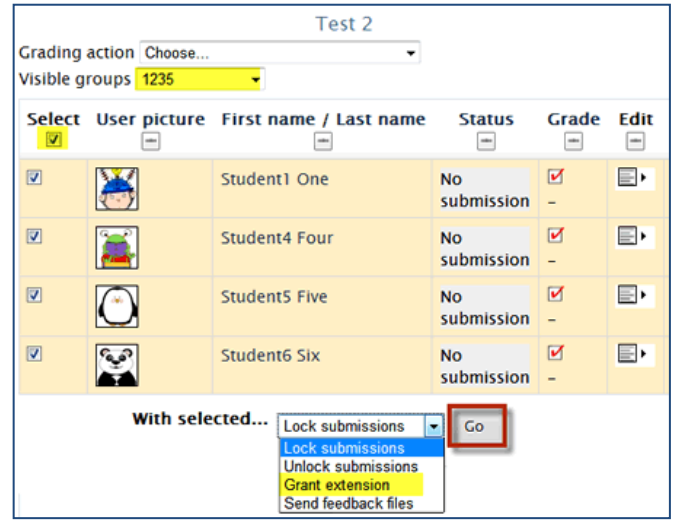 Test 2
Grading action Choose...
Visible groups 1235
Select User picture First name / Last name Status Grade Edit
Student1 One No submission –
Student4 Four No submission –
Student5 Five No submission –
Student6 Six No submission –
With selected... Lock submissions Go
Lock submissions
Unlock submissions
Grant extension
Send feedback files